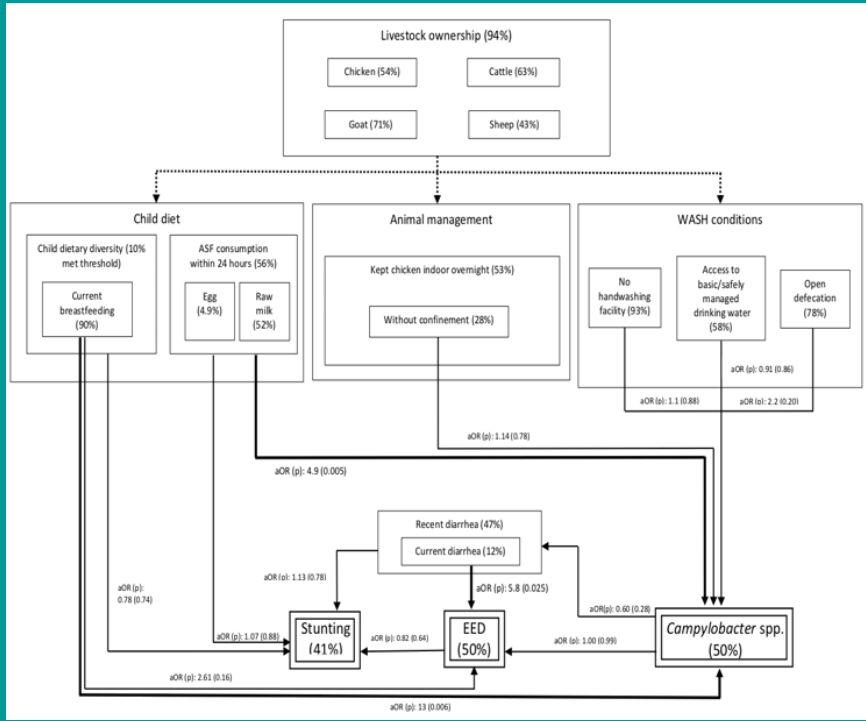 Livestock ownership (94%)
Chicken (54%)
Cattle (63%)
Goat (71%)
Sheep (43%)
Child diet
Child dietary diversity (10%
met threshold)
Current
breastfeeding
(90%)
ASF consumption
within 24 hours (56%)
Egg
(4.9%)
Raw
milk
(52%)
Animal management
Kept chicken indoor overnight (53%)
Without confinement (28%)
WASH conditions
No
handwashing
facility (93%)
Access to
basic/safely
managed
drinking water
(58%)
Open
defecation
(78%)
aOR (p): 0.91 (0.86)
aOR (p): 1.1 (0.88)
aOR (p): 2.2 (0.20)
aOR (p): 1.14 (0.78)
aOR (p): 4.9 (0.005)
Recent diarrhea (47%)
Current diarrhea (12%)
aOR (p): 1.13 (0.78)
aOR (p): 5.8 (0.025)
aOR(p): 0.60 (0.28)
aOR (p):
0.78 (0.74)
aOR (p): 1.07 (0.88)
Stunting
(41%)
aOR (p): 0.82 (0.64)
EED
(50%)
aOR (p): 1.00 (0.99)
Campylobacter spp.
(50%)
aOR (p): 2.61 (0.16)
aOR (p): 13 (0.006)